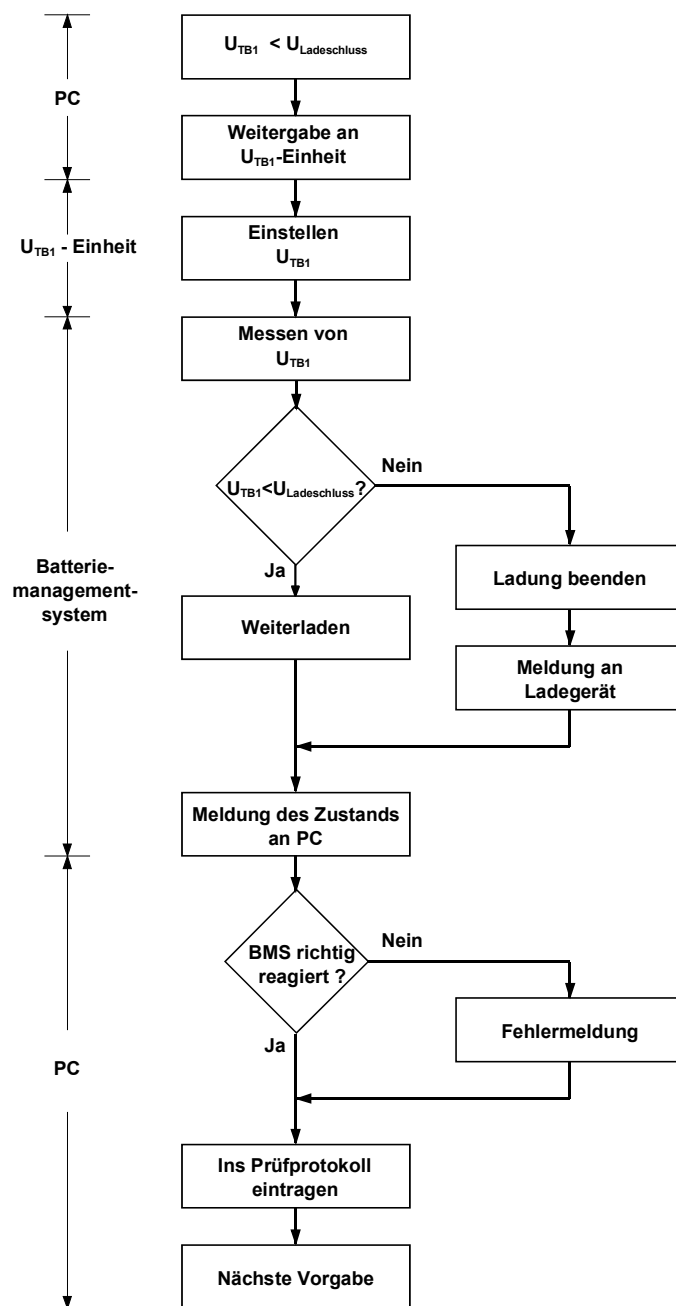 U_TB1 < U_Ladeschluss
PC
Weitergabe an
U_TB1-Einheit
U_TB1 - Einheit
Einstellen
U_TB1
Messen von
U_TB1
U_TB1<U_Ladeschluss?
Nein
Ja
Batterie-
management-
system
Weiterladen
Ladung beenden
Meldung an
Ladegerät
Meldung des Zustands
an PC
BMS richtig
reagiert ?
Nein
Ja
Fehlermeldung
PC
Ins Prüfprotokoll
eintragen
Nächste Vorgabe